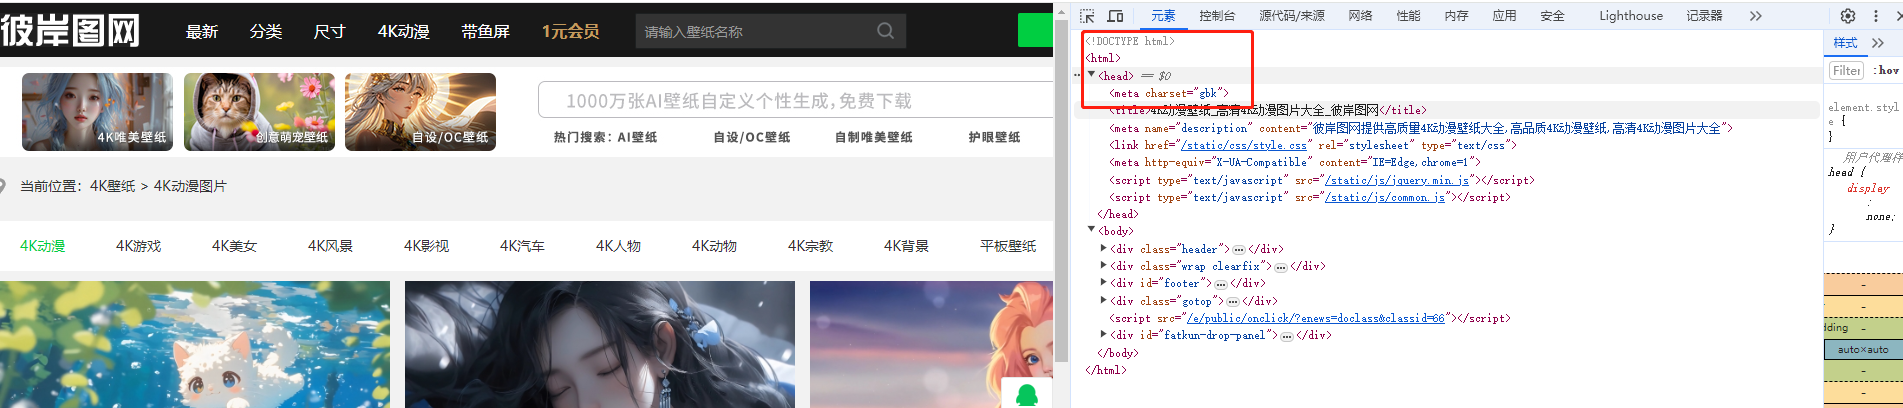 彼岸图网
最新 分类 尺寸 4K动漫 带鱼屏 1元会员 请输入壁纸名称
4K唯美壁纸 创意萌宠壁纸 自设/OC壁纸
1000万张AI壁纸自定义个性生成,免费下载
热门搜索：AI壁纸 自设/OC壁纸 自制唯美壁纸 护眼壁纸
当前位置：4K壁纸 > 4K动漫图片
4K动漫 4K游戏 4K美女 4K风景 4K影视 4K汽车 4K人物 4K动物 4K宗教 4K背景 平板壁纸
元素 控制台 源代码/来源 网络 性能 内存 应用 安全 Lighthouse 记录器
<!DOCTYPE html>
<html>
<head> == $0
<meta charset="gbk">
<title>4K动漫壁纸_高清4K动漫图片大全_彼岸图网</title>
<meta name="description" content="彼岸图网提供高质量4K动漫壁纸大全,高品质4K动漫壁纸,高清4K动漫图片大全">
<link href="/static/css/style.css" rel="stylesheet" type="text/css">
<meta http-equiv="X-UA-Compatible" content="IE=Edge,chrome=1">
<script type="text/javascript" src="/static/js/jquery.min.js"></script>
<script type="text/javascript" src="/static/js/common.js"></script>
</head>
<body>
<div class="header">…</div>
<div class="wrap clearfix">…</div>
<div id="footer">…</div>
<div class="gotop">…</div>
<script src="/e/public/onclick/?enews=doclass&classid=66"></script>
<div id="fatkun-drop-panel">…</div>
</body>
</html>
样式
Filter :hov
element.styl
e {
}
用户代理样
head {
display
:
none;
}
-
-
dding -
auto×auto
-
-
-